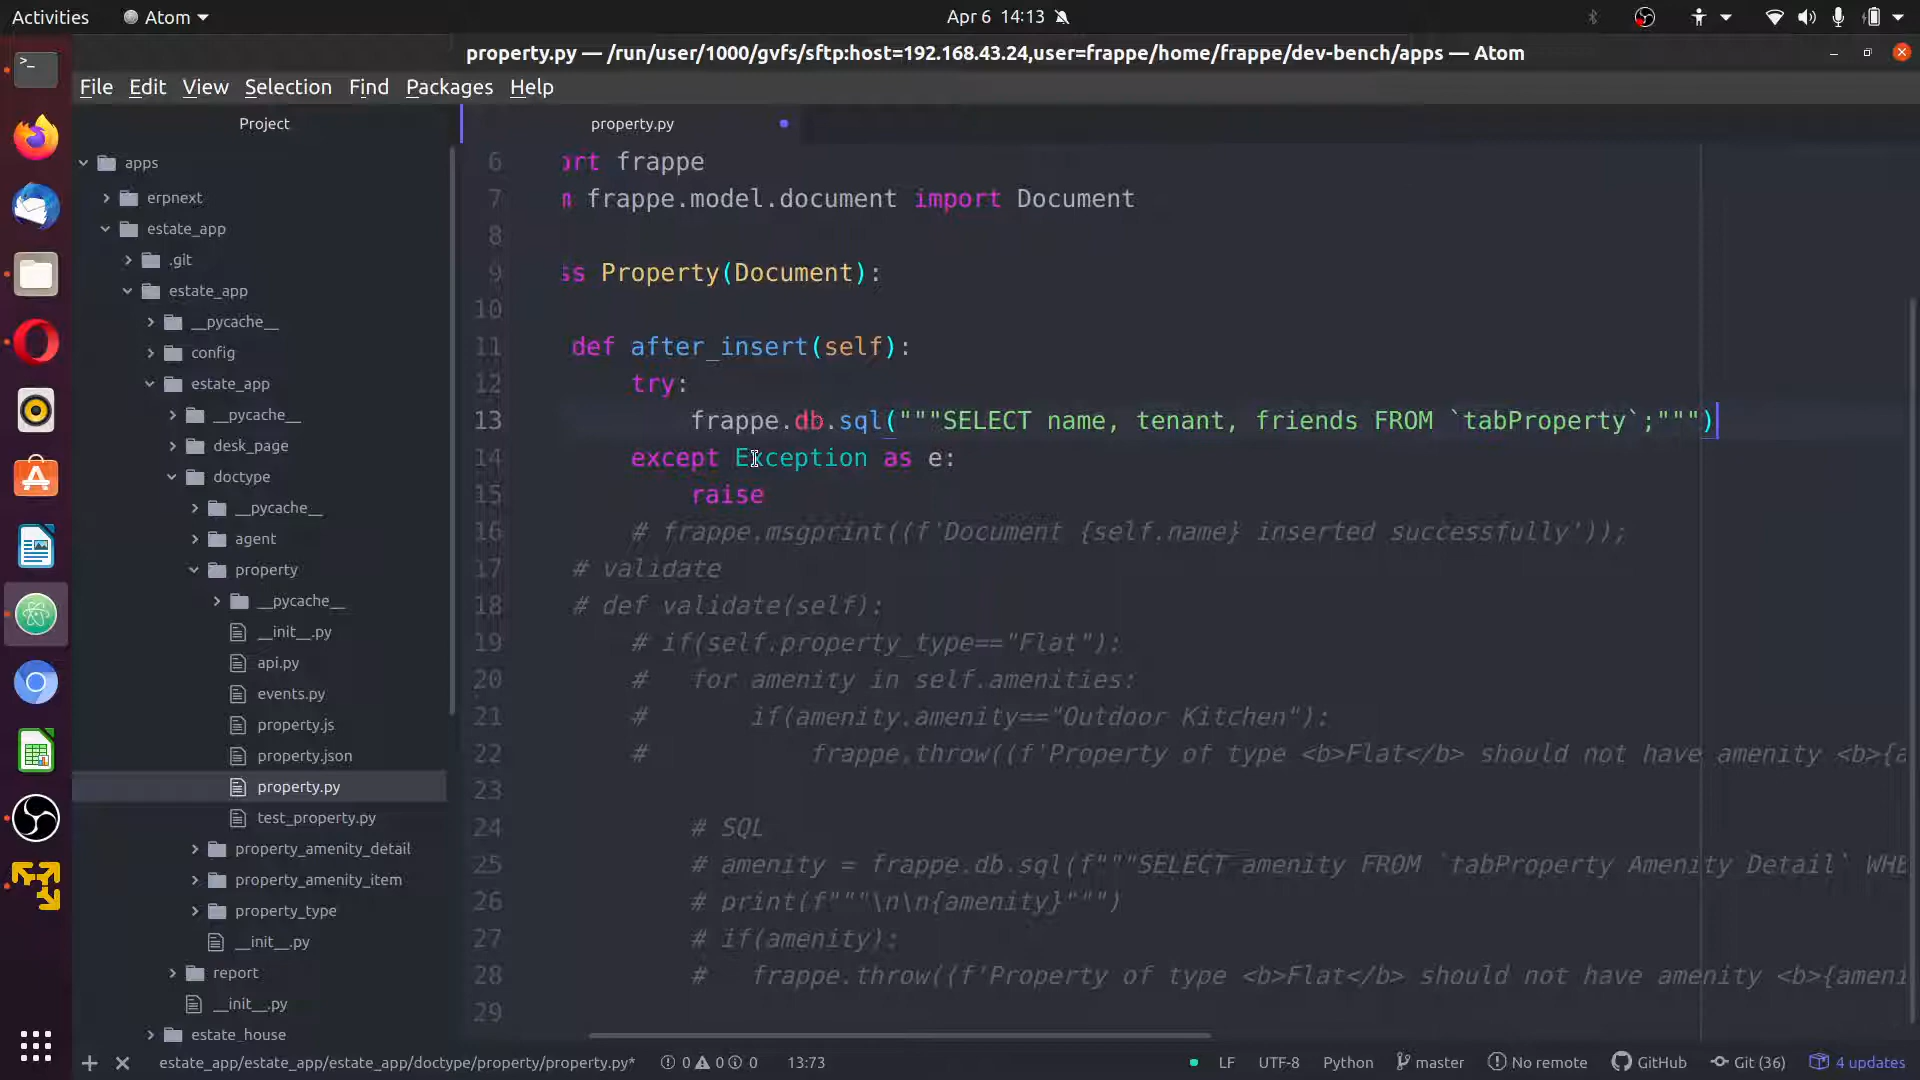 Activities
Atom
Apr 6 14:13
property.py — /run/user/1000/gvfs/sftp:host=192.168.43.24,user=frappe/home/frappe/dev-bench/apps — Atom
File Edit View Selection Find Packages Help
Project
apps
erpnext
estate_app
.git
estate_app
__pycache__
config
estate_app
__pycache__
desk_page
doctype
__pycache__
agent
property
__pycache__
__init__.py
api.py
events.py
property.js
property.json
property.py
test_property.py
property_amenity_detail
property_amenity_item
property_type
__init__.py
report
__init__.py
estate_house
property.py
6 ort frappe
7 m frappe.model.document import Document
8
9 ss Property(Document):
10
11 def after_insert(self):
12 try:
13 frappe.db.sql("""SELECT name, tenant, friends FROM `tabProperty`;""")
14 except Exception as e:
15 raise
16 # frappe.msgprint((f'Document {self.name} inserted successfully'));
17 # validate
18 # def validate(self):
19 # if(self.property_type=="Flat"):
20 # for amenity in self.amenities:
21 # if(amenity.amenity=="Outdoor Kitchen"):
22 # frappe.throw((f'Property of type <b>Flat</b> should not have amenity <b>{a
23
24 # SQL
25 # amenity = frappe.db.sql(f"""SELECT amenity FROM `tabProperty Amenity Detail` WHE
26 # print(f"""\n\n{amenity}""")
27 # if(amenity):
28 # frappe.throw((f'Property of type <b>Flat</b> should not have amenity <b>{ameni
29
estate_app/estate_app/estate_app/doctype/property/property.py* 0 0 0 13:73 LF UTF-8 Python master No remote GitHub Git (36) 4 updates